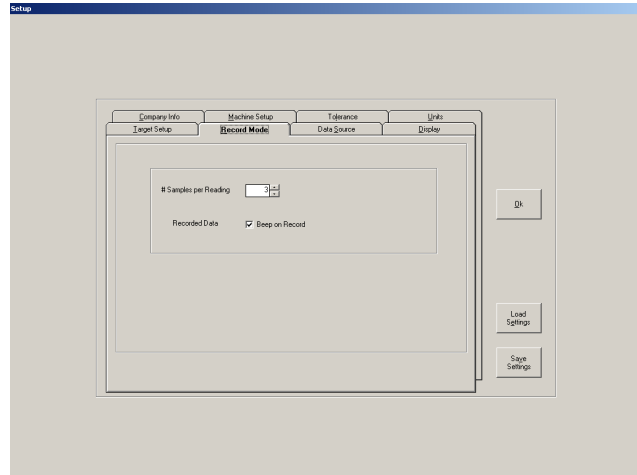 Setup
Company Info Machine Setup Tolerance Units
Target Setup Record Mode Data Source Display
# Samples per Reading 3
Recorded Data Beep on Record
Ok
Load
Settings
Save
Settings